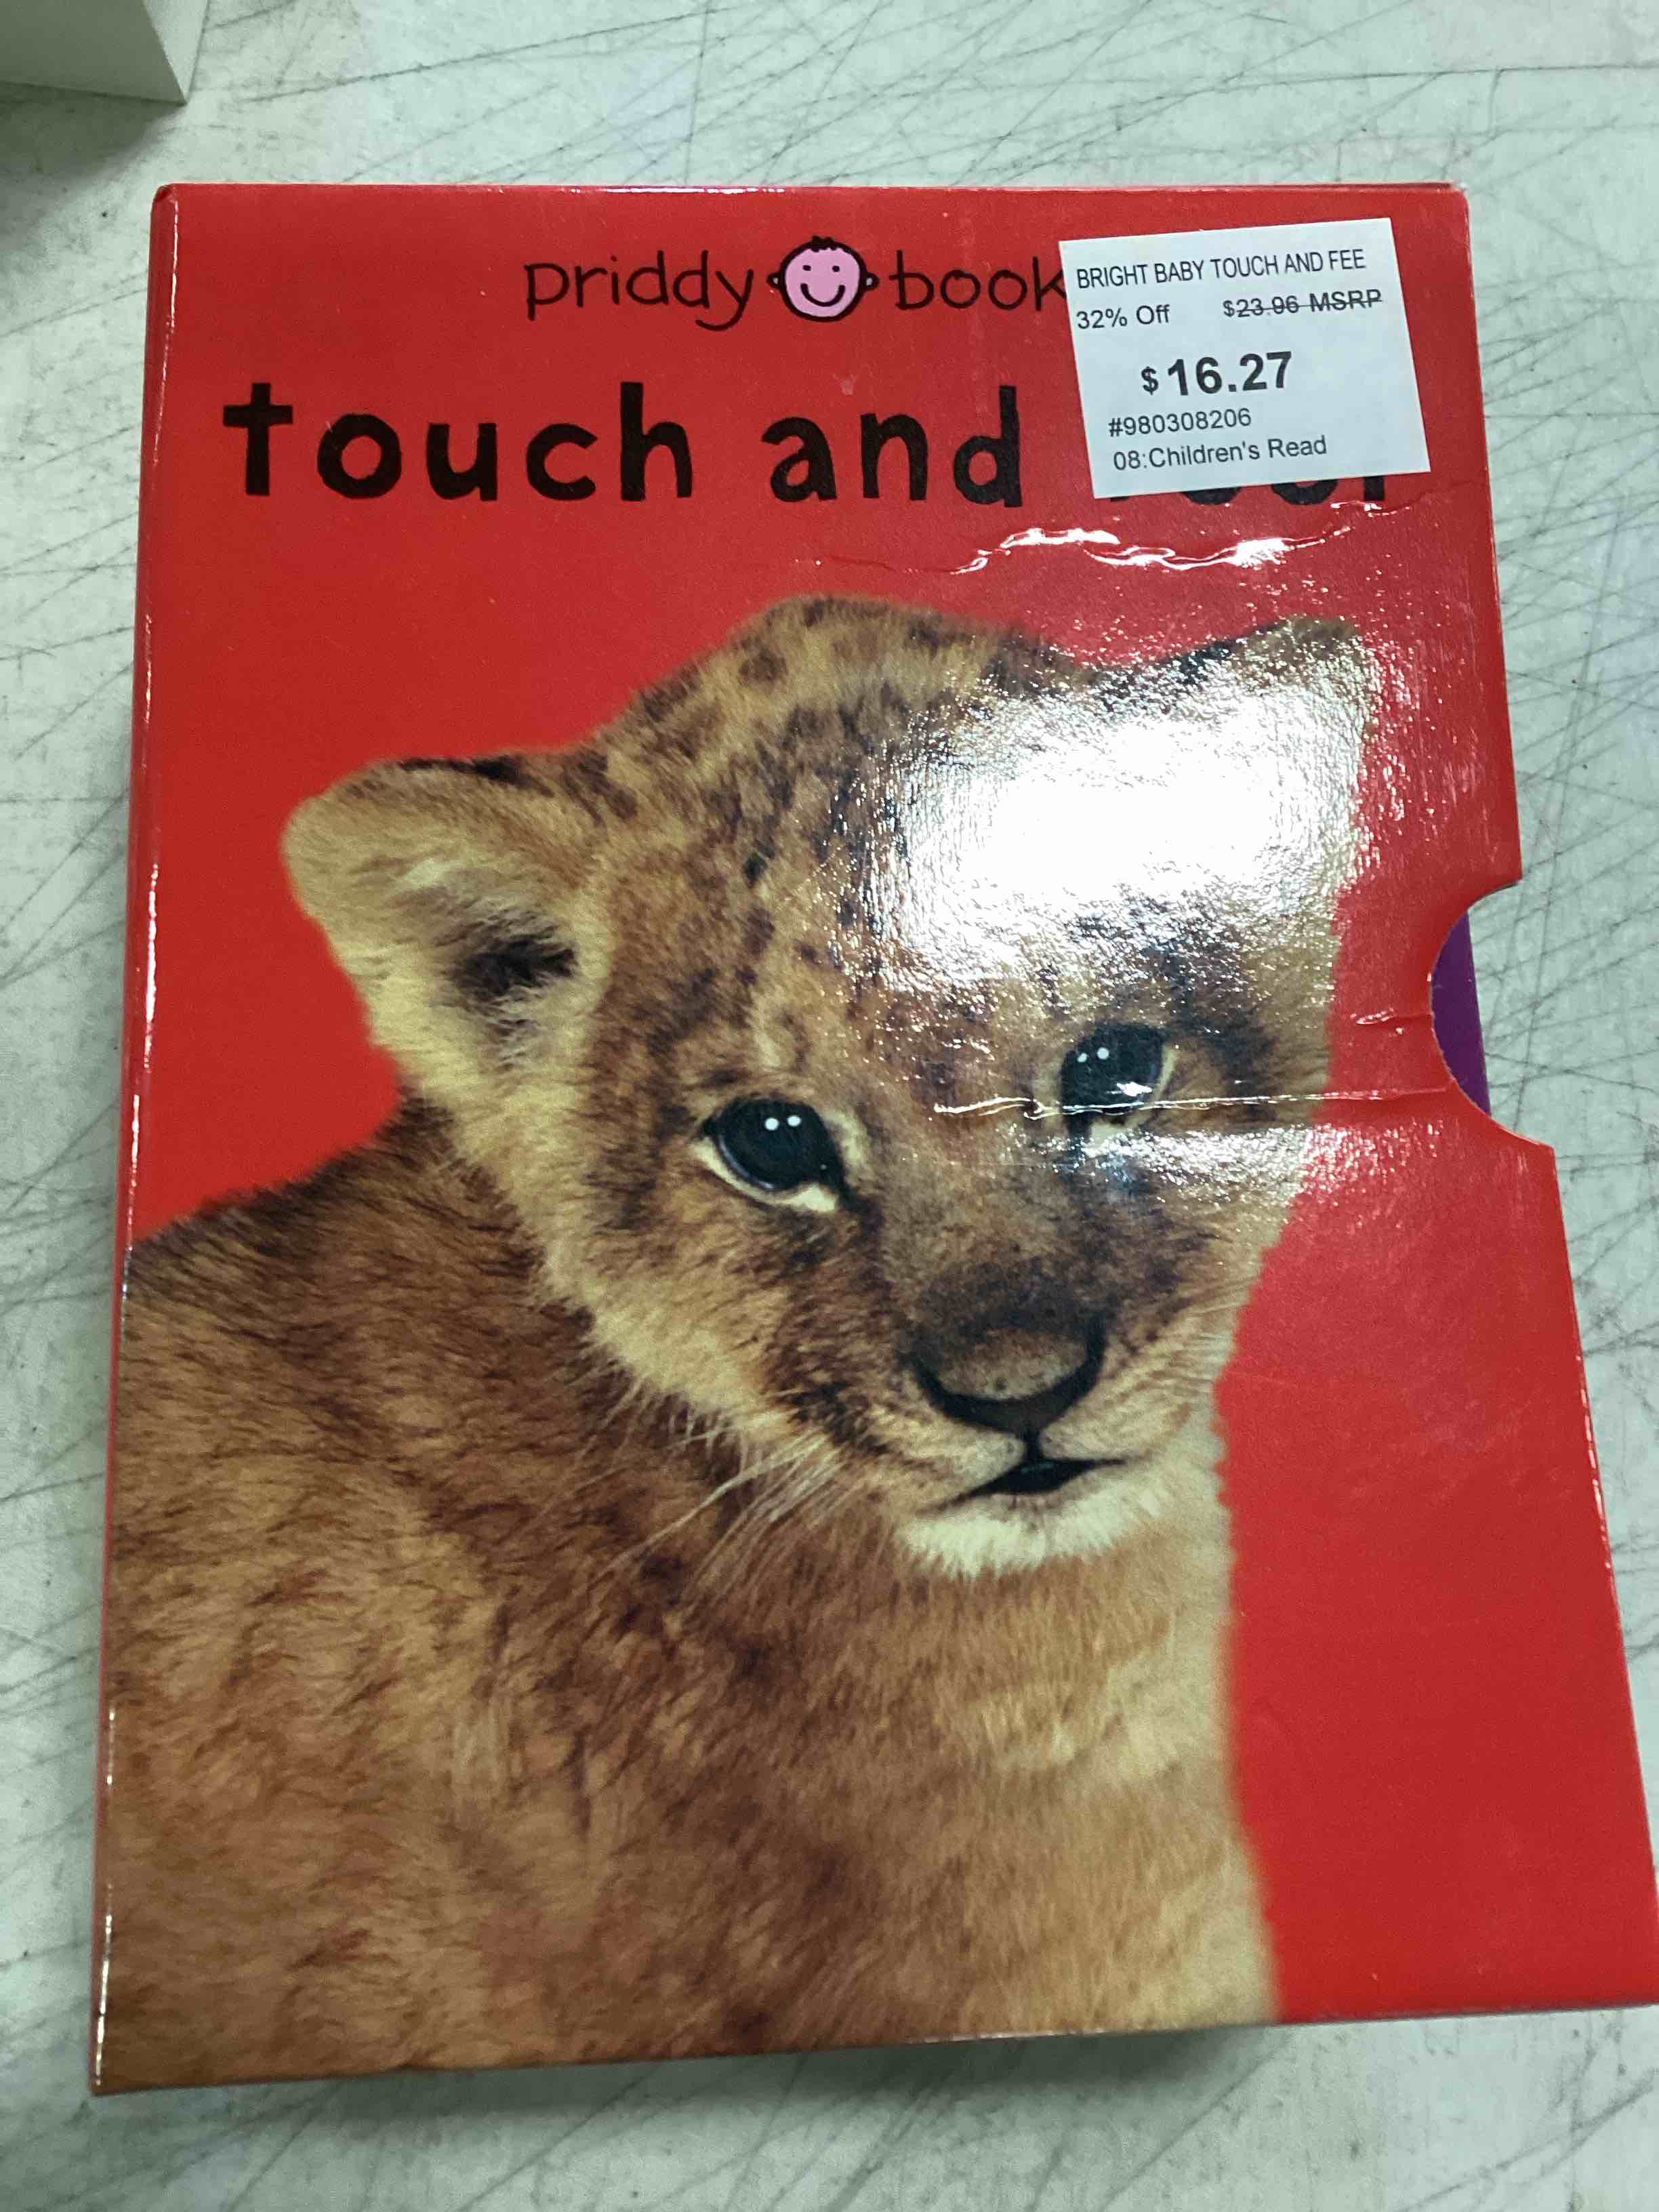 priddy book
BRIGHT BABY TOUCH AND FEE
32% Off $23.96 MSRP
$16.27
#980308206
08:Children's Read
touch and